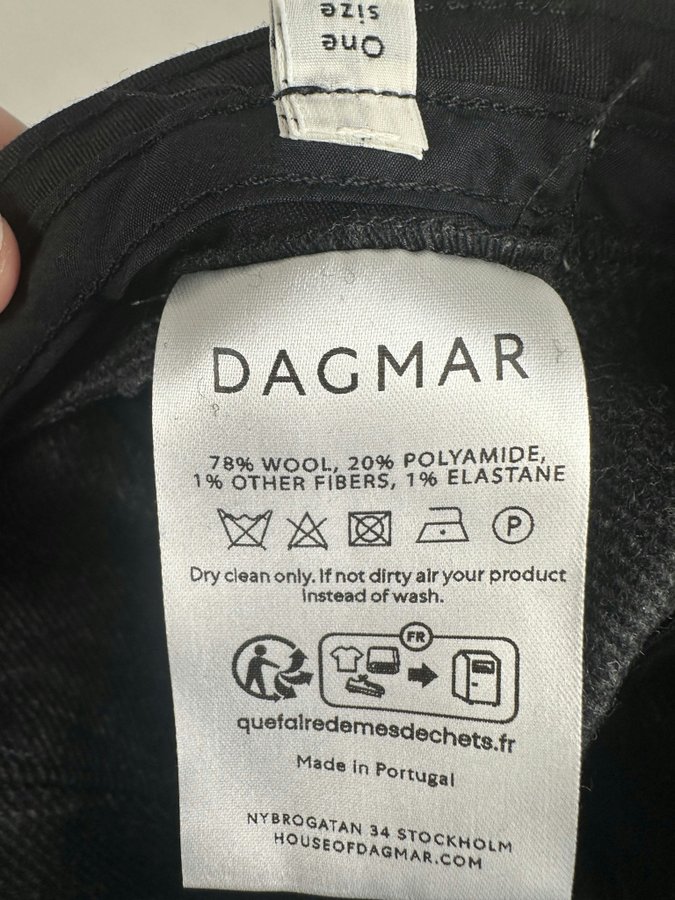 One
size
DAGMAR
78% WOOL, 20% POLYAMIDE,
1% OTHER FIBERS, 1% ELASTANE
P
Dry clean only. If not dirty air your product
instead of wash.
FR
quefairedemesdechets.fr
Made in Portugal
NYBROGATAN 34 STOCKHOLM
HOUSEOFDAGMAR.COM